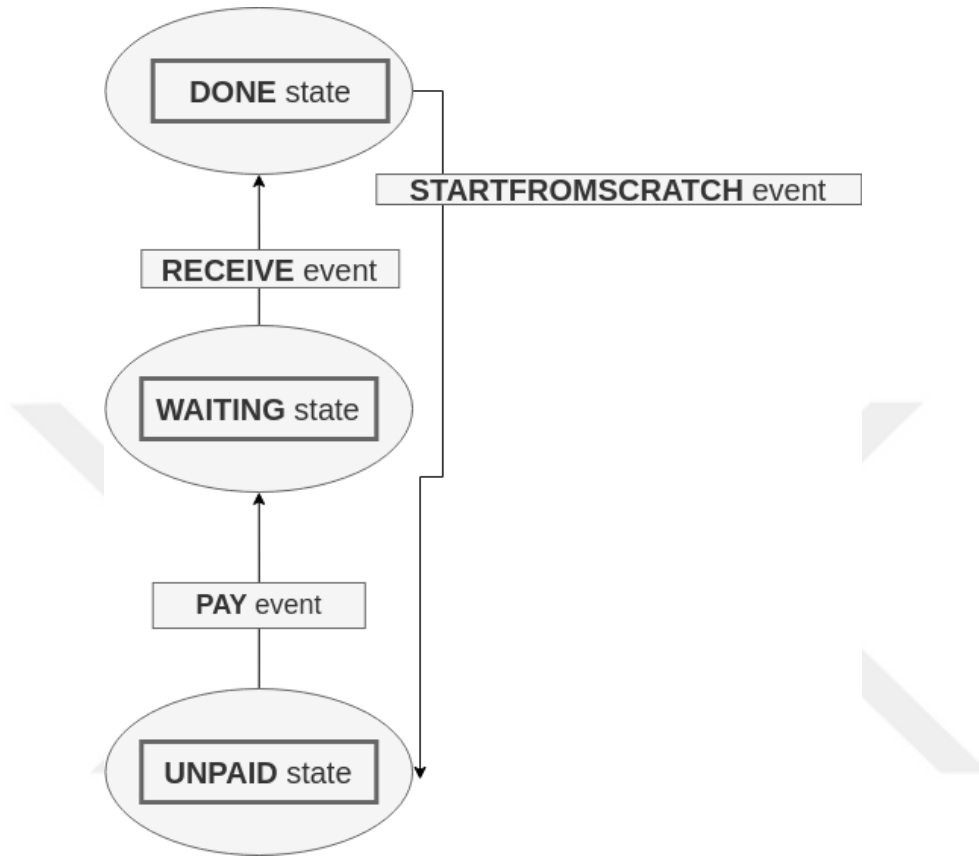 DONE state
STARTFROMSCRATCH event
RECEIVE event
WAITING state
PAY event
UNPAID state